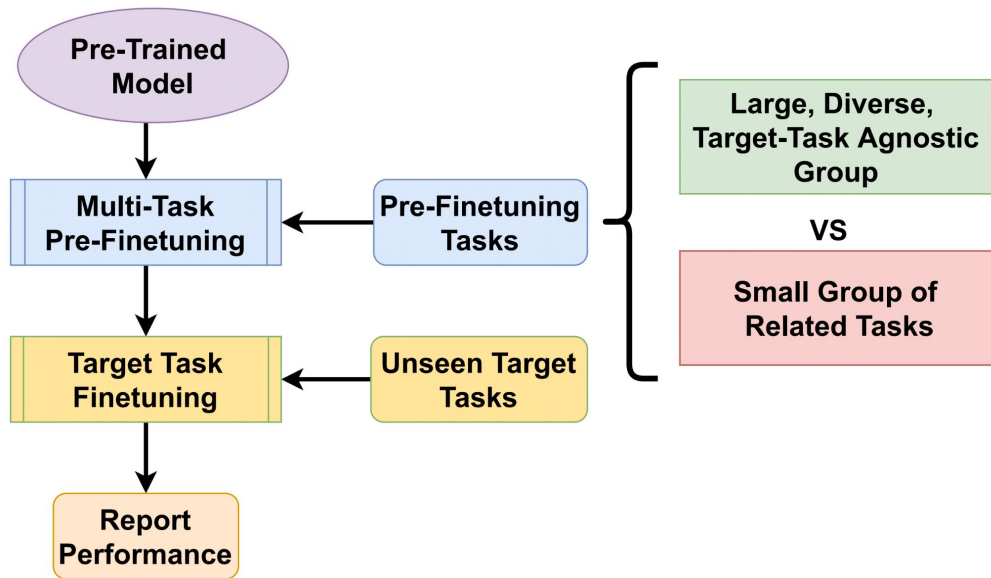 Pre-Trained
Model
Multi-Task
Pre-Finetuning
Pre-Finetuning
Tasks
Large, Diverse,
Target-Task Agnostic
Group
VS
Small Group of
Related Tasks
Target Task
Finetuning
Unseen Target
Tasks
Report
Performance